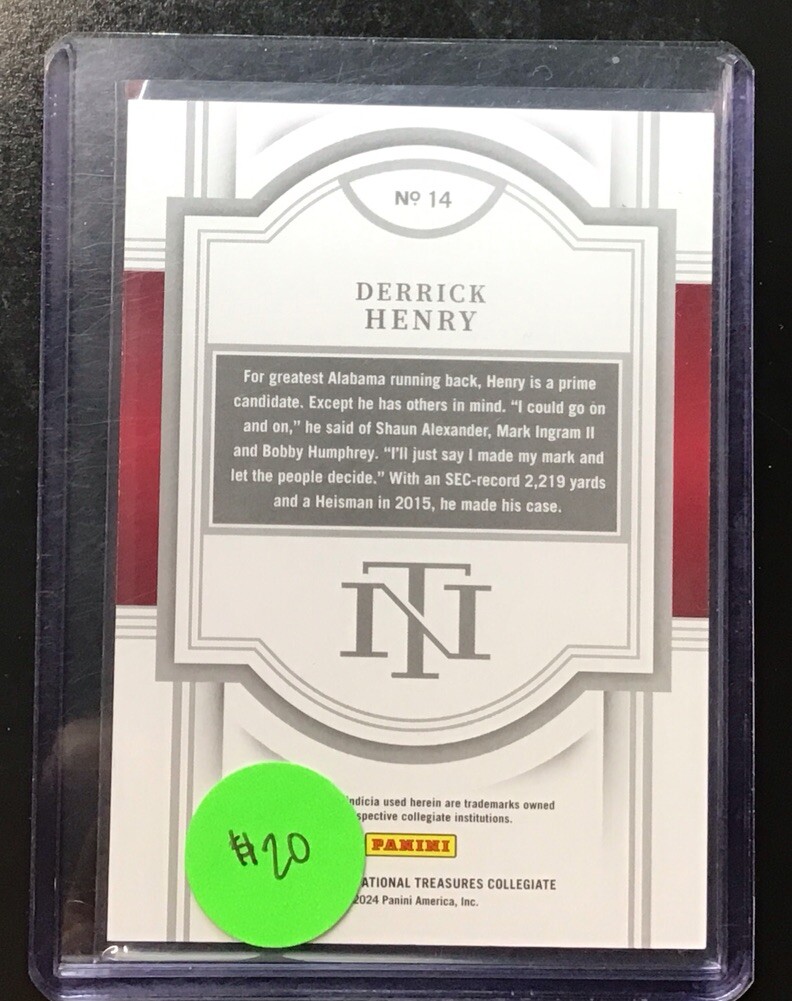 Nº 14
DERRICK
HENRY
For greatest Alabama running back, Henry is a prime
candidate. Except he has others in mind. “I could go on
and on,” he said of Shaun Alexander, Mark Ingram II
and Bobby Humphrey. “I’ll just say I made my mark and
let the people decide.” With an SEC-record 2,219 yards
and a Heisman in 2015, he made his case.
NT
indicia used herein are trademarks owned
spective collegiate institutions.
PANINI
ATIONAL TREASURES COLLEGIATE
2024 Panini America, Inc.
$20